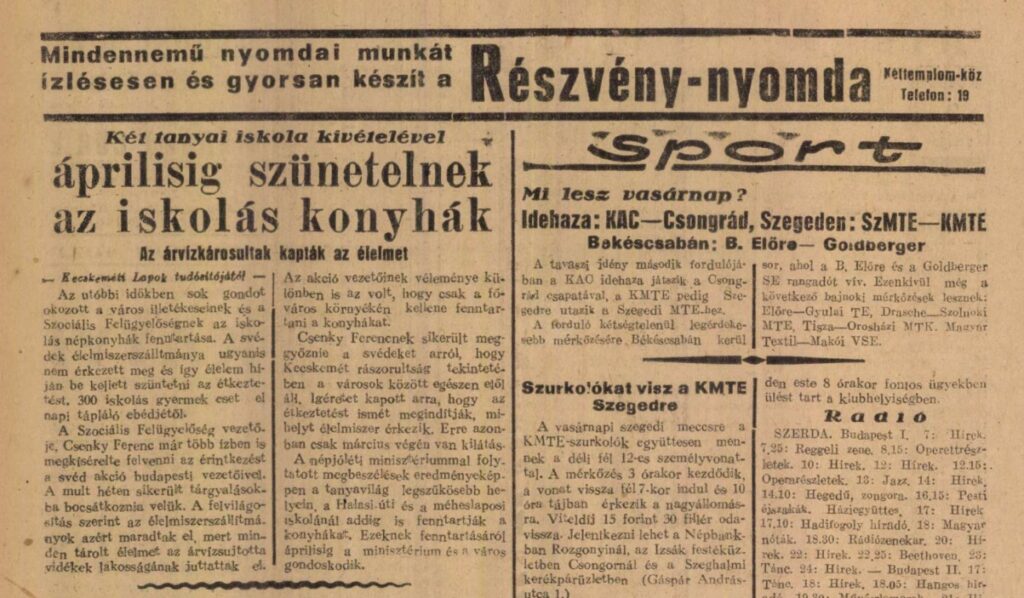 Mindennemű nyomdai munkát
ízlésesen és gyorsan készít a
Részvény-nyomda
Kéttemplom-köz
Telefon: 19
Két tanyai iskola kivételével
áprilisig szünetelnek
az iskolás konyhák
Az árvízkárosultak kapták az élelmet
— Kecskeméti Lapok tudósítójától —
Az utóbbi időkben sok gondot
okozott a város illetékeseinek és a
Szociális Felügyelőségnek az isko-
lás népkonyhák fenntartása. A své-
dek élelmiszerszállítmánya ugyanis
nem érkezett meg és így élelem hi-
ján be kellett szüntetni az étkezte-
tést. 300 iskolás gyermek eset el
napi tápláló ebédjétől.
A Szociális Felügyelőség vezető-
je, Csenky Ferenc már több ízben is
megkísérelte felvenni az érintkezést
a svéd akció budapesti vezetőivel.
A mult héten sikerült tárgyalások-
ba bocsátkoznia velük. A felvilágo-
sítás szerint az élelmiszerszállítmá-
nyok azért maradtak el, mert min-
den tárolt élelmet az árvízsujtotta
vidékek lakosságának juttattak el.
Az akció vezetőinek véleménye kü-
lönben is az volt, hogy csak a fő-
város környékén kellene fenntar-
tani a konyhákat.
Csenky Ferencnek sikerült meg-
győznie a svédeket arról, hogy
Kecskemét rászorultság tekinteté-
ben a városok között egészen elől
áll. Igéretet kapott arra, hogy az
étkeztetést ismét megindítják, mi-
helyt élelmiszer érkezik. Erre azon-
ban csak március végén van kilátás.
A népjóléti minisztériummal foly-
tatott megbeszélések eredményekép-
pen a tanyavilág legszükösebb he-
lyein, a Halasi-úti és a méheslaposi
iskolánál addig is fenntartják a
konyhákat. Ezeknek fenntartásáról
áprilisig a minisztérium és a város
gondoskodik.
Sport
Mi lesz vasárnap?
Idehaza: KAC—Csongrád, Szegeden: SzMTE—KMTE
Békéscsabán: B. Előre— Goldberger
A tavaszi idény második fordulójá-
ban a KAC idehaza játszik a Csong-
rád csapatával, a KMTE pedig Sze-
gedre utazik a Szegedi MTE-hez.
A forduló kétségtelenül legérdeke-
sebb mérkőzésére Békéscsabán kerül
sor, ahol a B. Előre és a Goldberger
SE rangadót vív. Ezenkívül még a
következő bajnoki mérkőzések lesznek:
Előre—Gyulai TE, Drasche—Szolnoki
MTE, Tisza—Orosházi MTK. Magyar
Textil—Makói VSE.
Szurkolókat visz a KMTE
Szegedre
A vasárnapi szegedi meccsre a
KMTE-szurkolók együttesen men-
nek a déli fél 12-es személyvonat-
tal. A mérkőzés 3 órakor kezdődik,
a vonat vissza fél 7-kor indul és 10
óra tájban érkezik a nagyállomás-
ra. Viteldíj 15 forint 30 fillér oda-
vissza. Jelentkezni lehet a Népbank-
ban Rozgonyinál, az Izsák festéküz-
letben Csongornál és a Szeghalmi
kerékpárüzletben (Gáspár András-
utca 1.)
den este 8 órakor fontos ügyekben
ülést tart a klubhelyiségben.
Radió
SZERDA. Budapest I. 7: Hírek.
7,25: Reggeli zene. 8,15: Operettrész-
letek. 10: Hírek. 12: Hírek. 12.15:
Operarészletek. 13: Jazz. 14: Hírek.
14.10: Hegedű, zongora. 16,15: Pesti
éjszakák. Háziegyüttes. 17: Hírek
17,10: Hadifogoly híradó. 18: Magyar
nóták. 18.30: Rádiózenekar. 20: Hí-
rek. 22: Hírek. 22,25: Beethoven. 23:
Tánc. 24: Hírek. — Budapest II. 17:
Tánc. 18: Hírek. 18.05: Hangos hír-